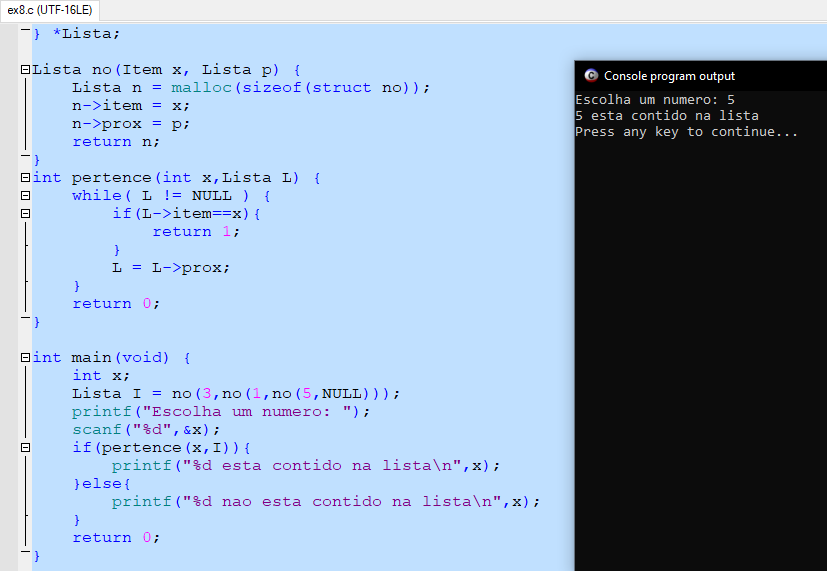 ex8.c (UTF-16LE)
} *Lista;
Lista no(Item x, Lista p) {
    Lista n = malloc(sizeof(struct no));
    n->item = x;
    n->prox = p;
    return n;
}
int pertence(int x,Lista L) {
    while( L != NULL ) {
        if(L->item==x){
            return 1;
        }
        L = L->prox;
    }
    return 0;
}
int main(void) {
    int x;
    Lista I = no(3,no(1,no(5,NULL)));
    printf("Escolha um numero: ");
    scanf("%d",&x);
    if(pertence(x,I)){
        printf("%d esta contido na lista\n",x);
    }else{
        printf("%d nao esta contido na lista\n",x);
    }
    return 0;
}
Console program output
Escolha um numero: 5
5 esta contido na lista
Press any key to continue...